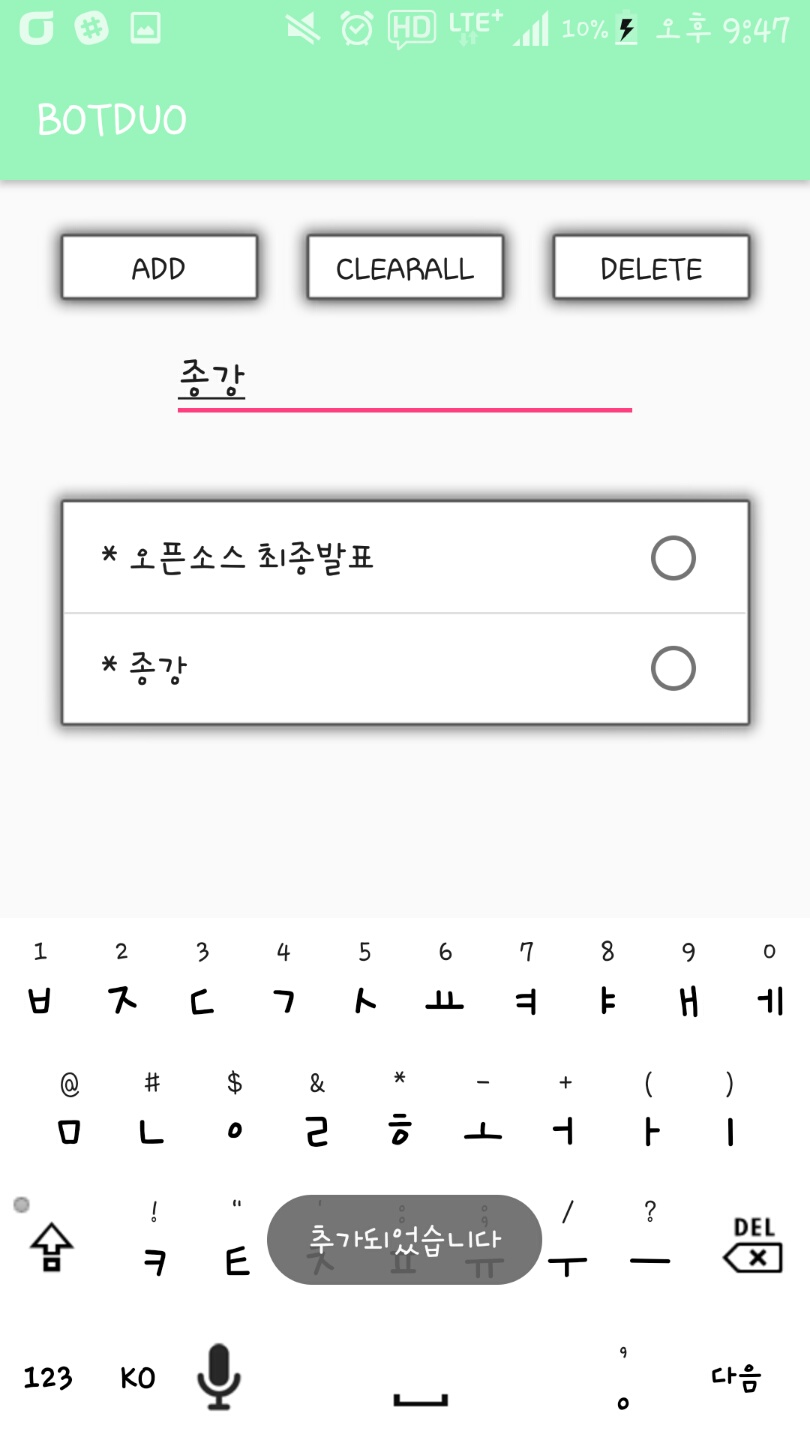 HD LTE+ 10% 오후 9:47
BOTDUO
ADD CLEARALL DELETE
종강
* 오픈소스 최종발표
* 종강
1 2 3 4 5 6 7 8 9 0
ㅂ ㅈ ㄷ ㄱ ㅅ ㅛ ㅕ ㅑ ㅐ ㅔ
@ # $ & * - + ( )
ㅁ ㄴ ㅇ ㄹ ㅎ ㅗ ㅓ ㅏ ㅣ
! " ' : ; / ?
ㅋ ㅌ ㅊ ㅍ ㅠ ㅜ ㅡ DEL
추가되었습니다
123 KO , . 다음